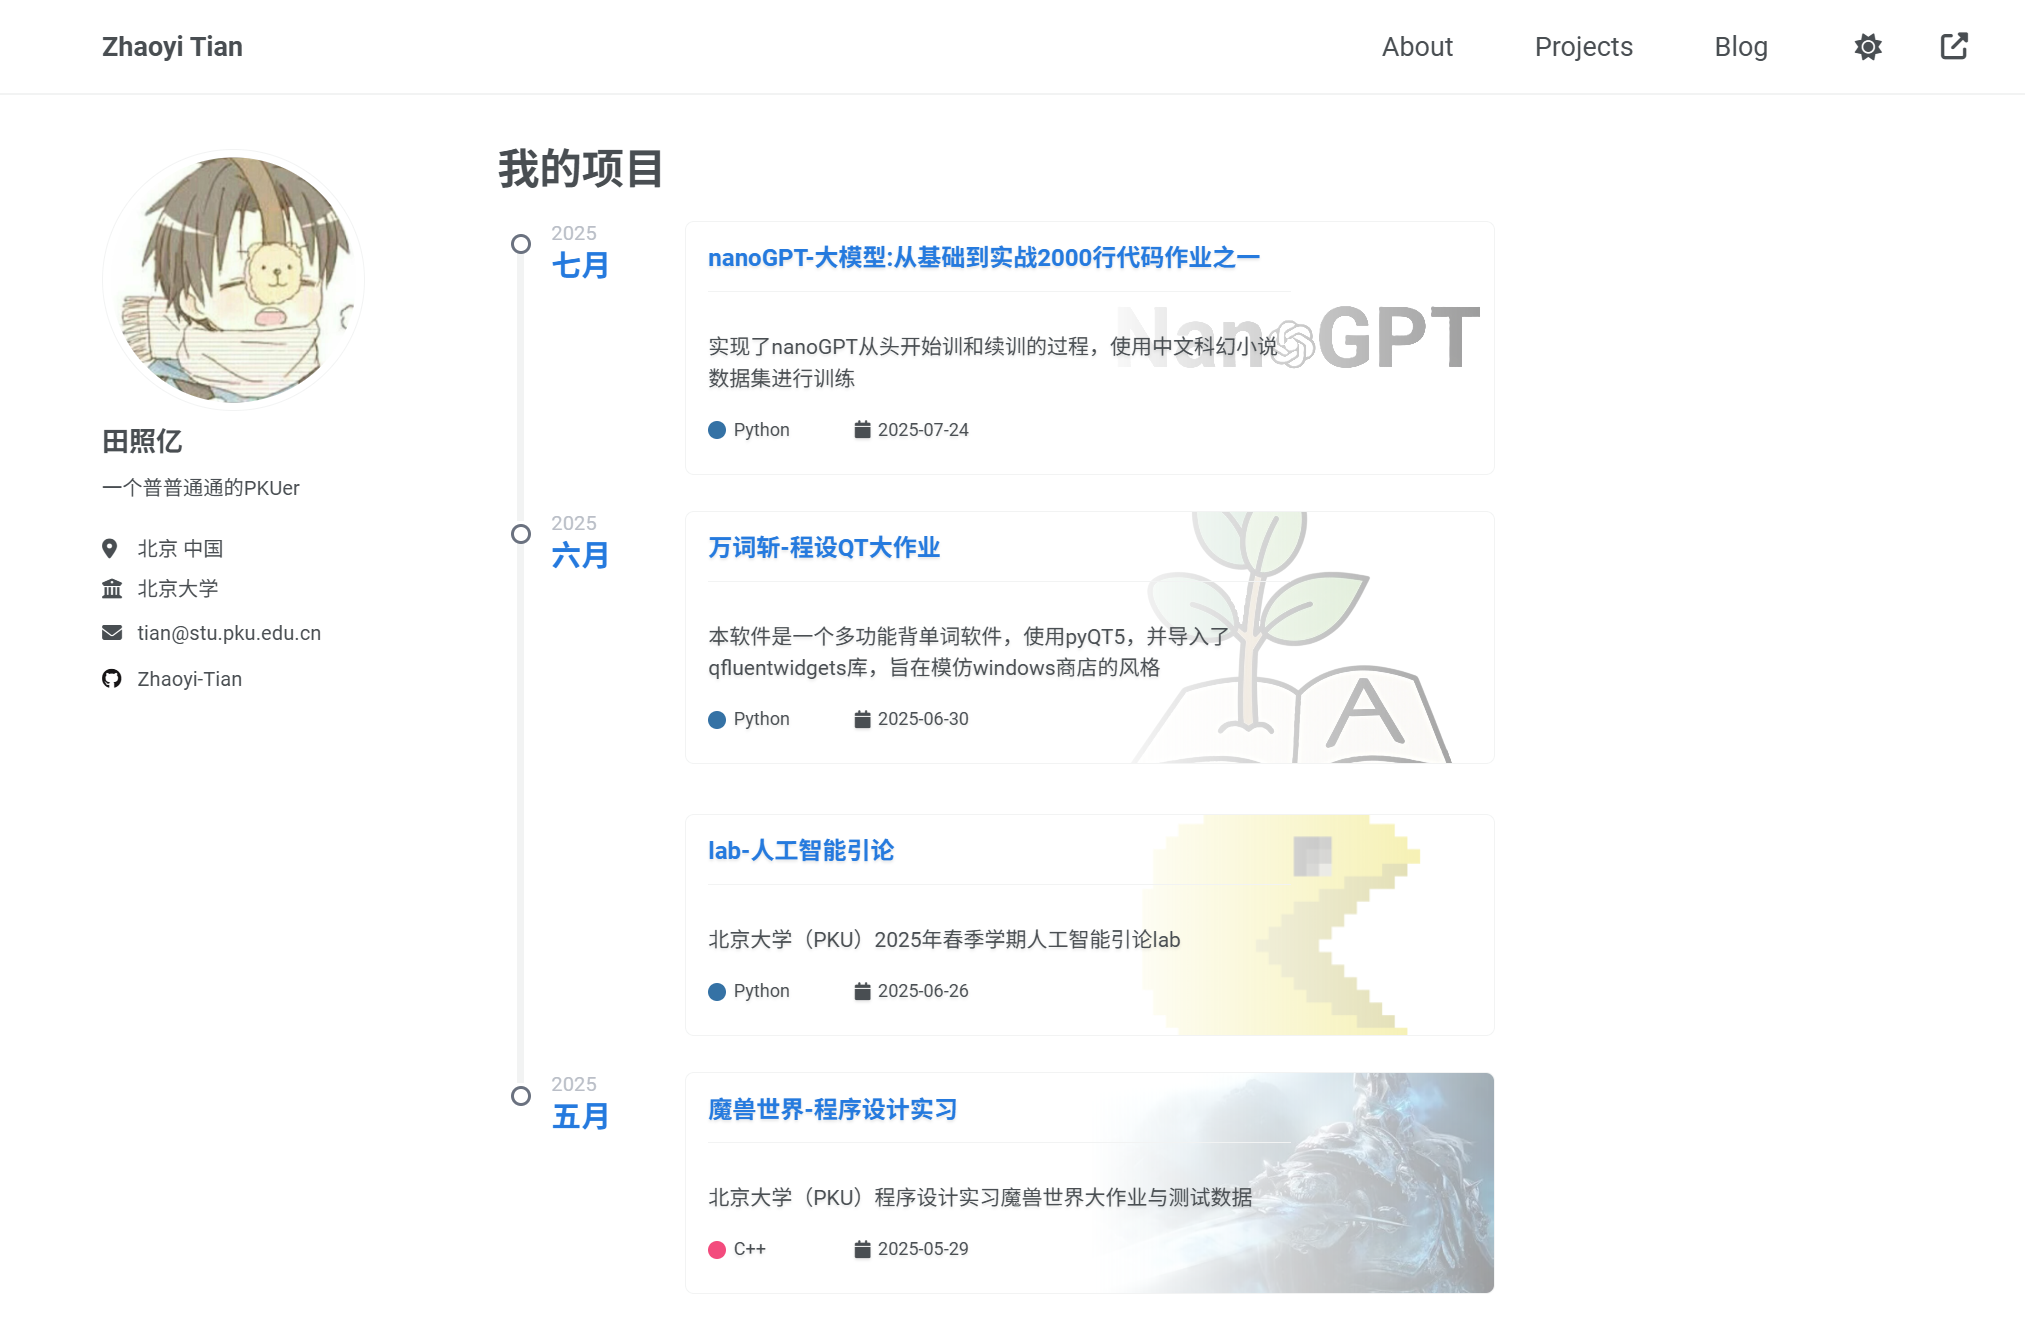 Zhaoyi Tian
About
Projects
Blog
田照亿
一个普普通通的PKUer
北京 中国
北京大学
tian@stu.pku.edu.cn
Zhaoyi-Tian
我的项目
2025
七月
nanoGPT-大模型:从基础到实战2000行代码作业之一
NanoGPT
实现了nanoGPT从头开始训和续训的过程，使用中文科幻小说
数据集进行训练
Python
2025-07-24
2025
六月
万词斩-程设QT大作业
本软件是一个多功能背单词软件，使用pyQT5，并导入了
qfluentwidgets库，旨在模仿windows商店的风格
A
Python
2025-06-30
lab-人工智能引论
北京大学（PKU）2025年春季学期人工智能引论lab
Python
2025-06-26
2025
五月
魔兽世界-程序设计实习
北京大学（PKU）程序设计实习魔兽世界大作业与测试数据
C++
2025-05-29